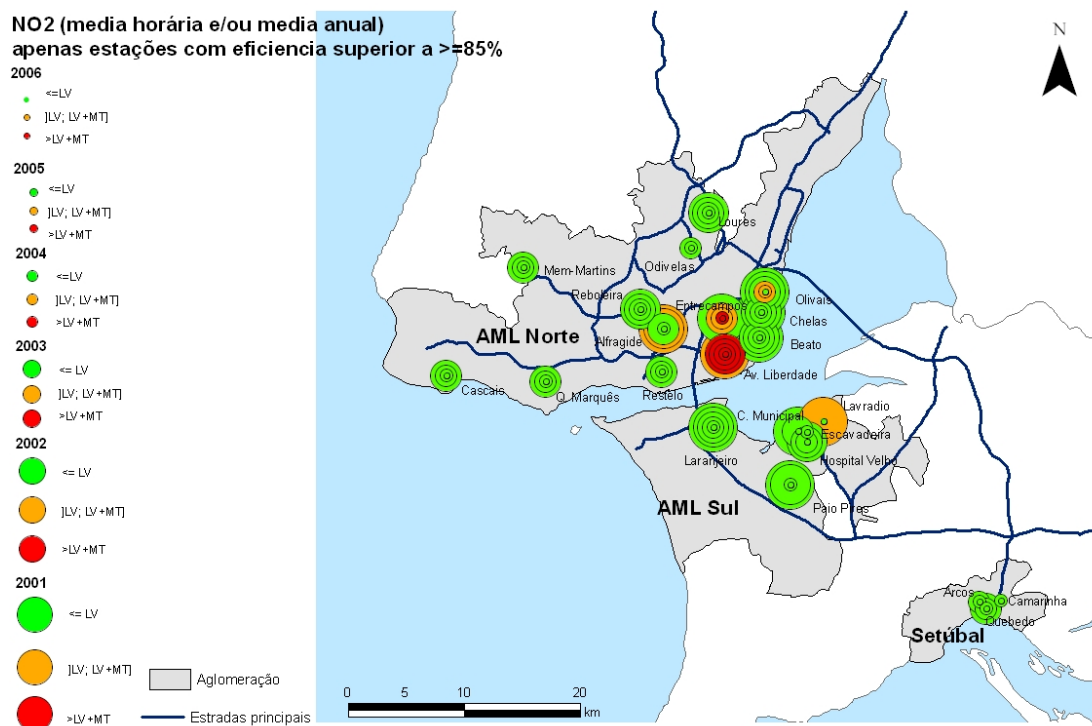 NO2 (media horária e/ou media anual)
apenas estações com eficiencia superior a >=85%
2006
<=LV
]LV; LV+MT]
>LV+MT
2005
<=LV
]LV; LV+MT]
>LV+MT
2004
<=LV
]LV; LV+MT]
>LV+MT
2003
<= LV
]LV; LV+MT]
>LV+MT
2002
<= LV
]LV; LV+MT]
>LV+MT
2001
<= LV
]LV; LV+MT]
>LV+MT
Aglomeração
Estradas principais
N
Loures
Odivelas
Mem-Martins
Reboleira
Entrecampos
Olivais
Chelas
AML Norte
Alfragide
Beato
Av. Liberdade
Cascais
Q. Marquês
Restelo
Lavradio
C. Municipal
Escavadeira
Laranjeiro
Hospital Velho
AML Sul
Paio Pires
Arcos
Camarinha
Quebedo
Setúbal
0 10 20
km